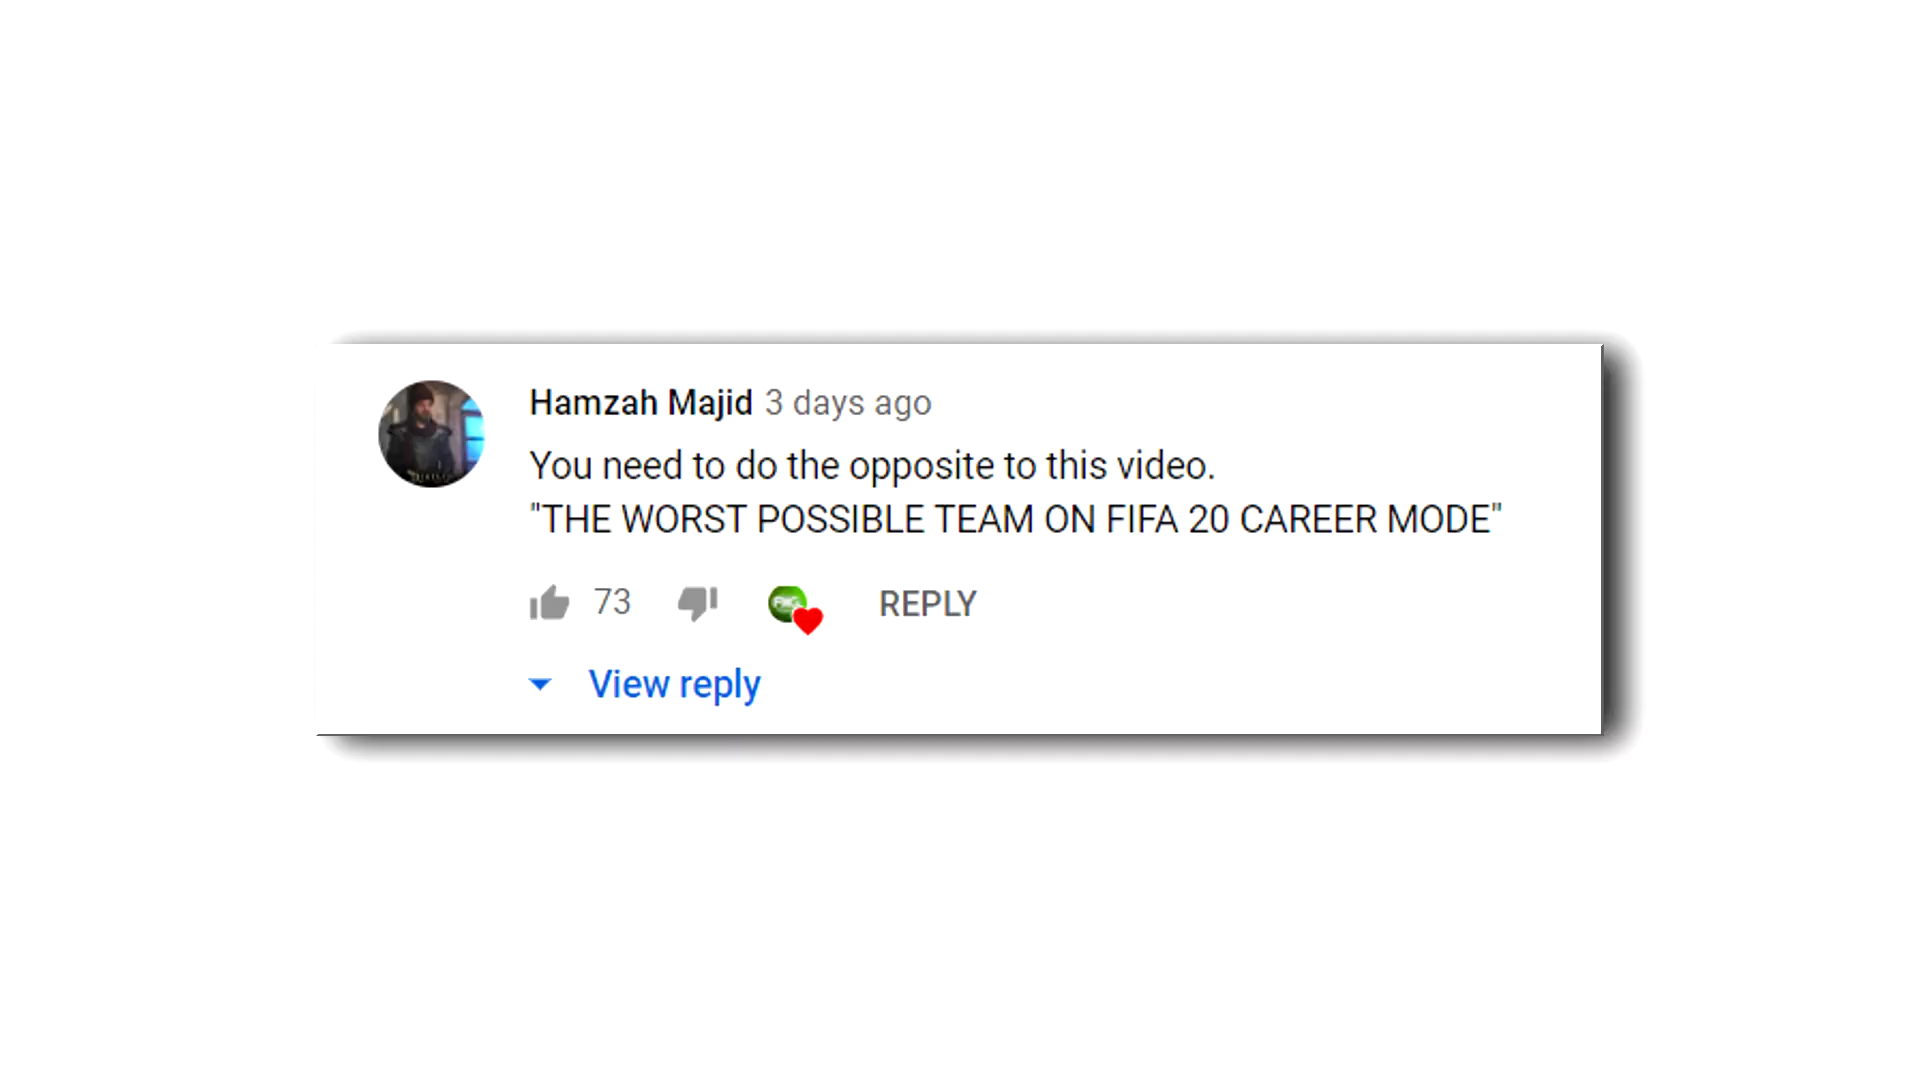 Hamzah Majid 3 days ago
You need to do the opposite to this video.
"THE WORST POSSIBLE TEAM ON FIFA 20 CAREER MODE"
73 REPLY
View reply